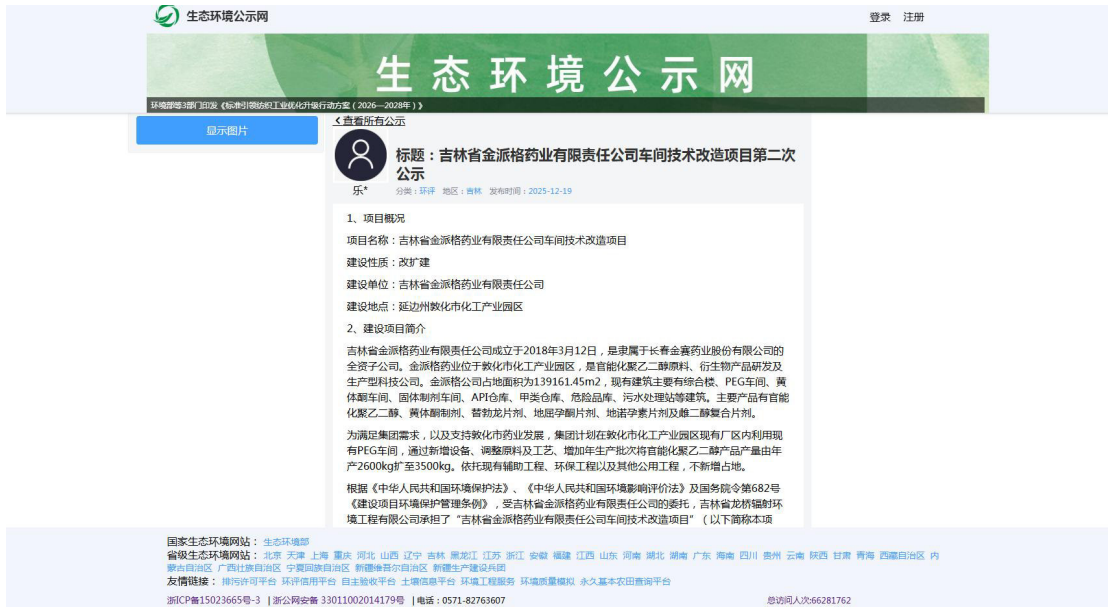 生态环境公示网
登录 注册
生态环境公示网
环境部等3部门印发《标准引领纺织工业优化升级行动方案（2026—2028年）》
显示图片
查看所有公示
乐*
标题：吉林省金派格药业有限责任公司车间技术改造项目第二次
公示
分类：环评 地区：吉林 发布时间：2025-12-19
1、项目概况
项目名称：吉林省金派格药业有限责任公司车间技术改造项目
建设性质：改扩建
建设单位：吉林省金派格药业有限责任公司
建设地点：延边州敦化市化工产业园区
2、建设项目简介
吉林省金派格药业有限责任公司成立于2018年3月12日，是隶属于长春金赛药业股份有限公司的
全资子公司。金派格药业位于敦化市化工产业园区，是官能化聚乙二醇原料、衍生物产品研发及
生产型科技公司。金派格公司占地面积为139161.45m2，现有建筑主要有综合楼、PEG车间、黄
体酮车间、固体制剂车间、API仓库、甲类仓库、危险品库、污水处理站等建筑。主要产品有官能
化聚乙二醇、黄体酮制剂、替勃龙片剂、地屈孕酮片剂、地诺孕素片剂及雌二醇复合片剂。
为满足集团需求，以及支持敦化市药业发展，集团计划在敦化市化工产业园区现有厂区内利用现
有PEG车间，通过新增设备、调整原料及工艺、增加年生产批次将官能化聚乙二醇产品产量由年
产2600kg扩至3500kg。依托现有辅助工程、环保工程以及其他公用工程，不新增占地。
根据《中华人民共和国环境保护法》、《中华人民共和国环境影响评价法》及国务院令第682号
《建设项目环境保护管理条例》，受吉林省金派格药业有限责任公司的委托，吉林省龙桥辐射环
境工程有限公司承担了“吉林省金派格药业有限责任公司车间技术改造项目”（以下简称本项
国家生态环境网站： 生态环境部
省级生态环境网站： 北京 天津 上海 重庆 河北 山西 辽宁 吉林 黑龙江 江苏 浙江 安徽 福建 江西 山东 河南 湖北 湖南 广东 海南 四川 贵州 云南 陕西 甘肃 青海 西藏自治区 内
蒙古自治区 广西壮族自治区 宁夏回族自治区 新疆维吾尔自治区 新疆生产建设兵团
友情链接： 排污许可平台 环评信用平台 自主验收平台 土壤信息平台 环境工程服务 环境质量模拟 永久基本农田查询平台
浙ICP备15023665号-3 |浙公网安备 33011002014179号 |电话：0571-82763607
总访问人次:66281762